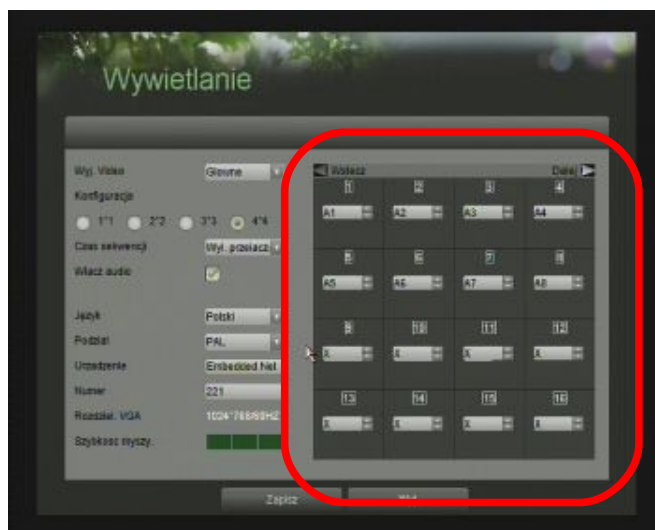 Wywietlanie
Wyj. Video Glowne
Konfiguracja
1*1 2*2 3*3 4*4
Czas sekwencji Wyl. przelacz
Wlacz audio
Jezyk Polski
Podzial PAL
Urzadzenie Embedded Net
Numer 221
Rozdziel. VGA 1024*768/60HZ
Szybkosc myszy.
Wstecz Dalej
1 2 3 4
A1 A2 A3 A4
5 6 7 8
A5 A6 A7 A8
9 10 11 12
X X X X
13 14 15 16
X X X X
Zapisz